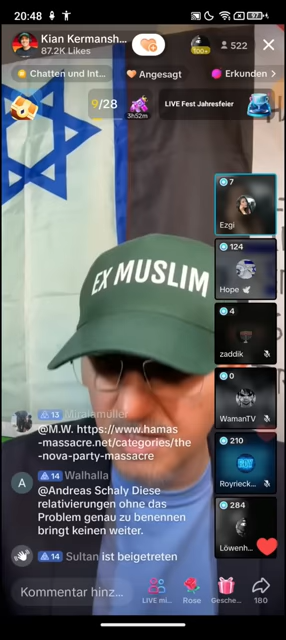 20:48
97
Kian Kermansh...
87.2K Likes
100+
522
Chatten und Int...
Angesagt
Erkunden >
9/28
3h52m
LIVE Fest Jahresfeier
7
Ezgi
EX MUSLIM
124
Hope
4
zaddik
0
WamanTV
210
Royrieck...
284
Löwenh...
13 Miralamüller
@M.W. https://www.hamas
-massacre.net/categories/the
-nova-party-massacre
A
14 Walhalla
@Andreas Schaly Diese
relativierungen ohne das
Problem genau zu benennen
bringt keinen weiter.
14 Sultan ist beigetreten
Kommentar hinz...
LIVE mi...
Rose
Gesche...
180